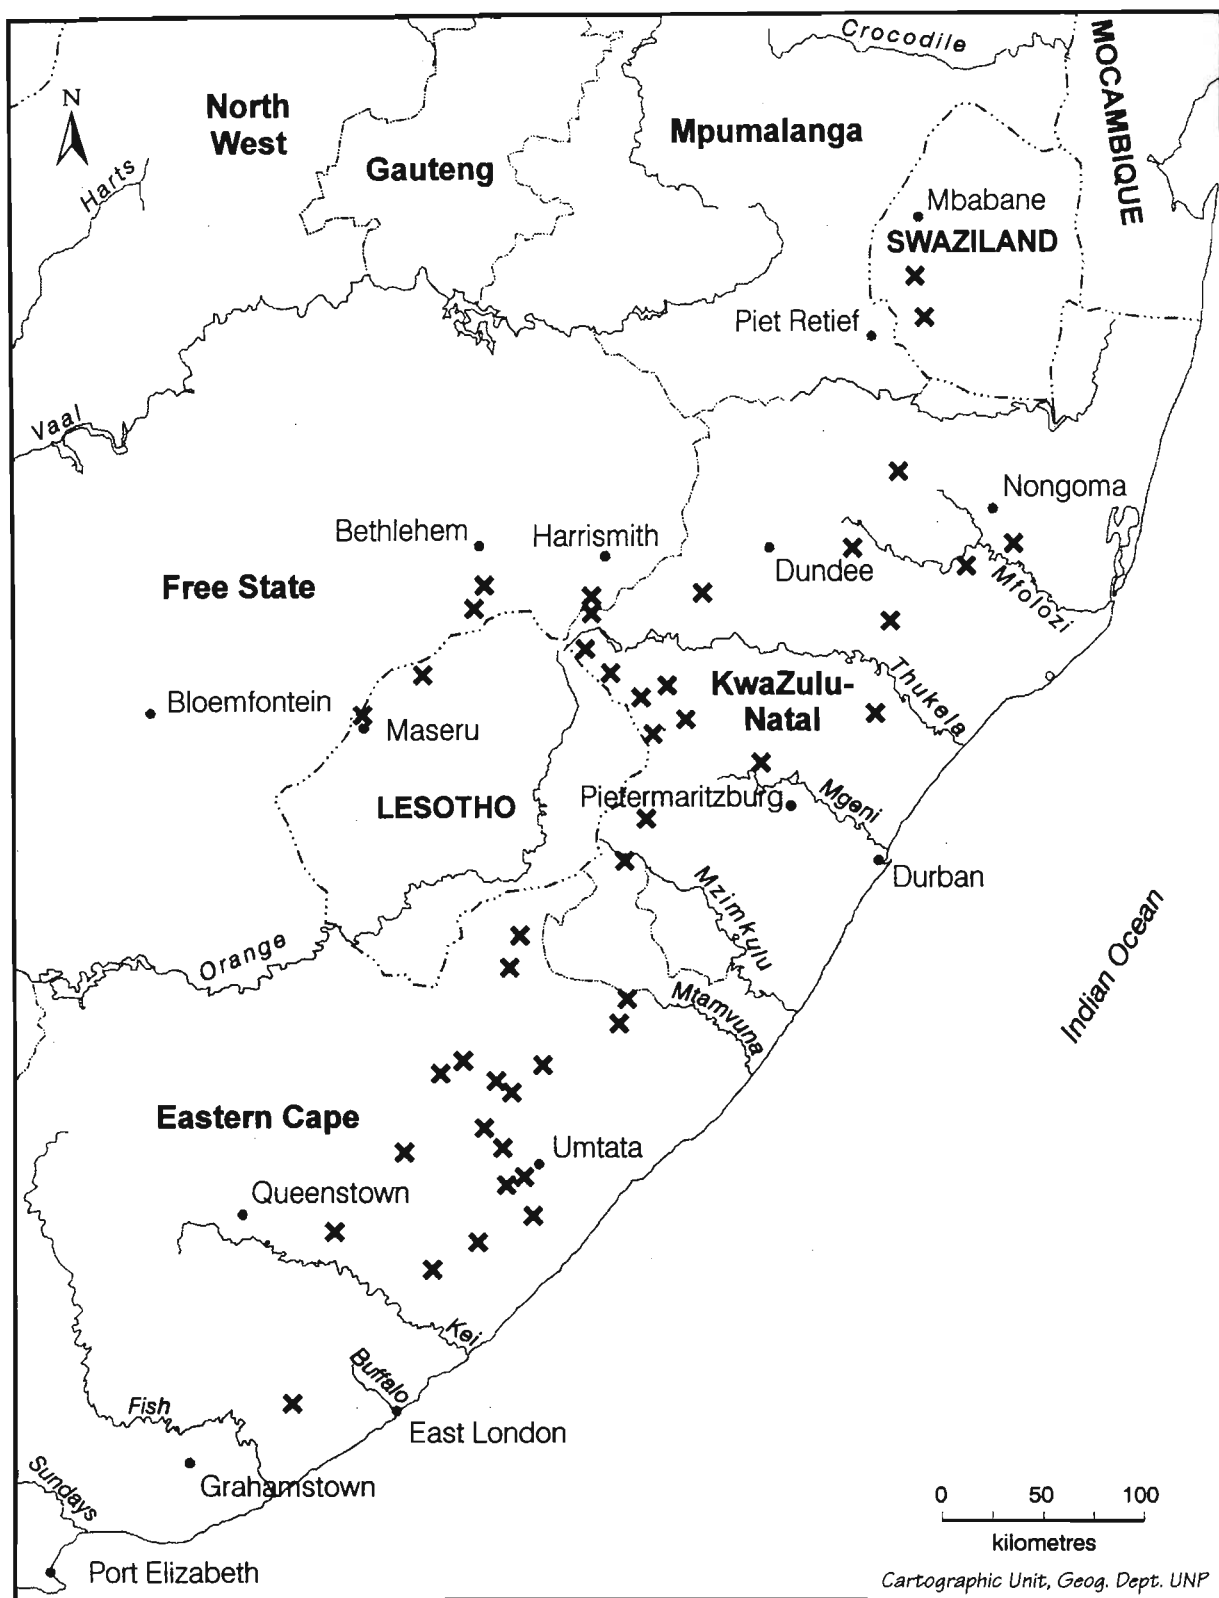 Crocodile
MOCAMBIQUE
N
North
West
Mpumalanga
Gauteng
Harts
Mbabane
SWAZILAND
Piet Retief
Vaal
Nongoma
Bethlehem
Harrismith
Dundee
Free State
Mfolozi
Thukela
KwaZulu-
Natal
Bloemfontein
Maseru
LESOTHO
Pietermaritzburg
Mgeni
Durban
Mzimkulu
Indian Ocean
Orange
Mtamvuna
Eastern Cape
Umtata
Queenstown
Kei
Buffalo
Fish
East London
Sundays
Grahamstown
0 50 100
kilometres
Port Elizabeth
Cartographic Unit, Geog. Dept. UNP